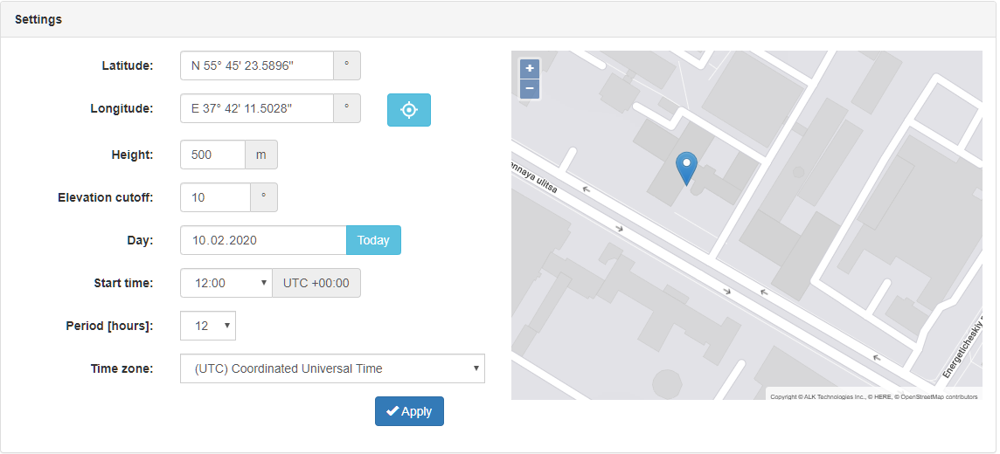 Settings
Latitude: N 55° 45' 23.5896" °
Longitude: E 37° 42' 11.5028" °
Height: 500 m
Elevation cutoff: 10 °
Day: 10.02.2020 Today
Start time: 12:00 UTC +00:00
Period [hours]: 12
Time zone: (UTC) Coordinated Universal Time
Apply
+
−
ulitsa
Energeticheskiy
Copyright © ALK Technologies Inc., © HERE, © OpenStreetMap contributors